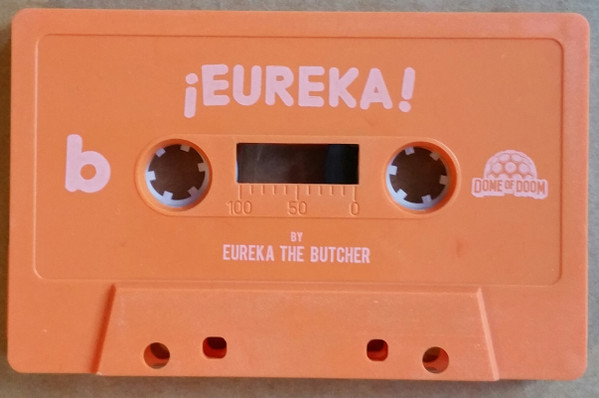 ¡EUREKA!
b
DOME OF DOOM
100 50 0
BY
EUREKA THE BUTCHER